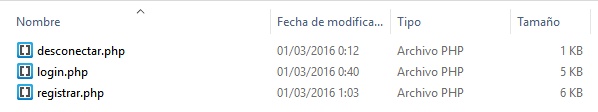 Nombre Fecha de modifica... Tipo Tamaño
desconectar.php 01/03/2016 0:12 Archivo PHP 1 KB
login.php 01/03/2016 0:40 Archivo PHP 5 KB
registrar.php 01/03/2016 1:03 Archivo PHP 6 KB